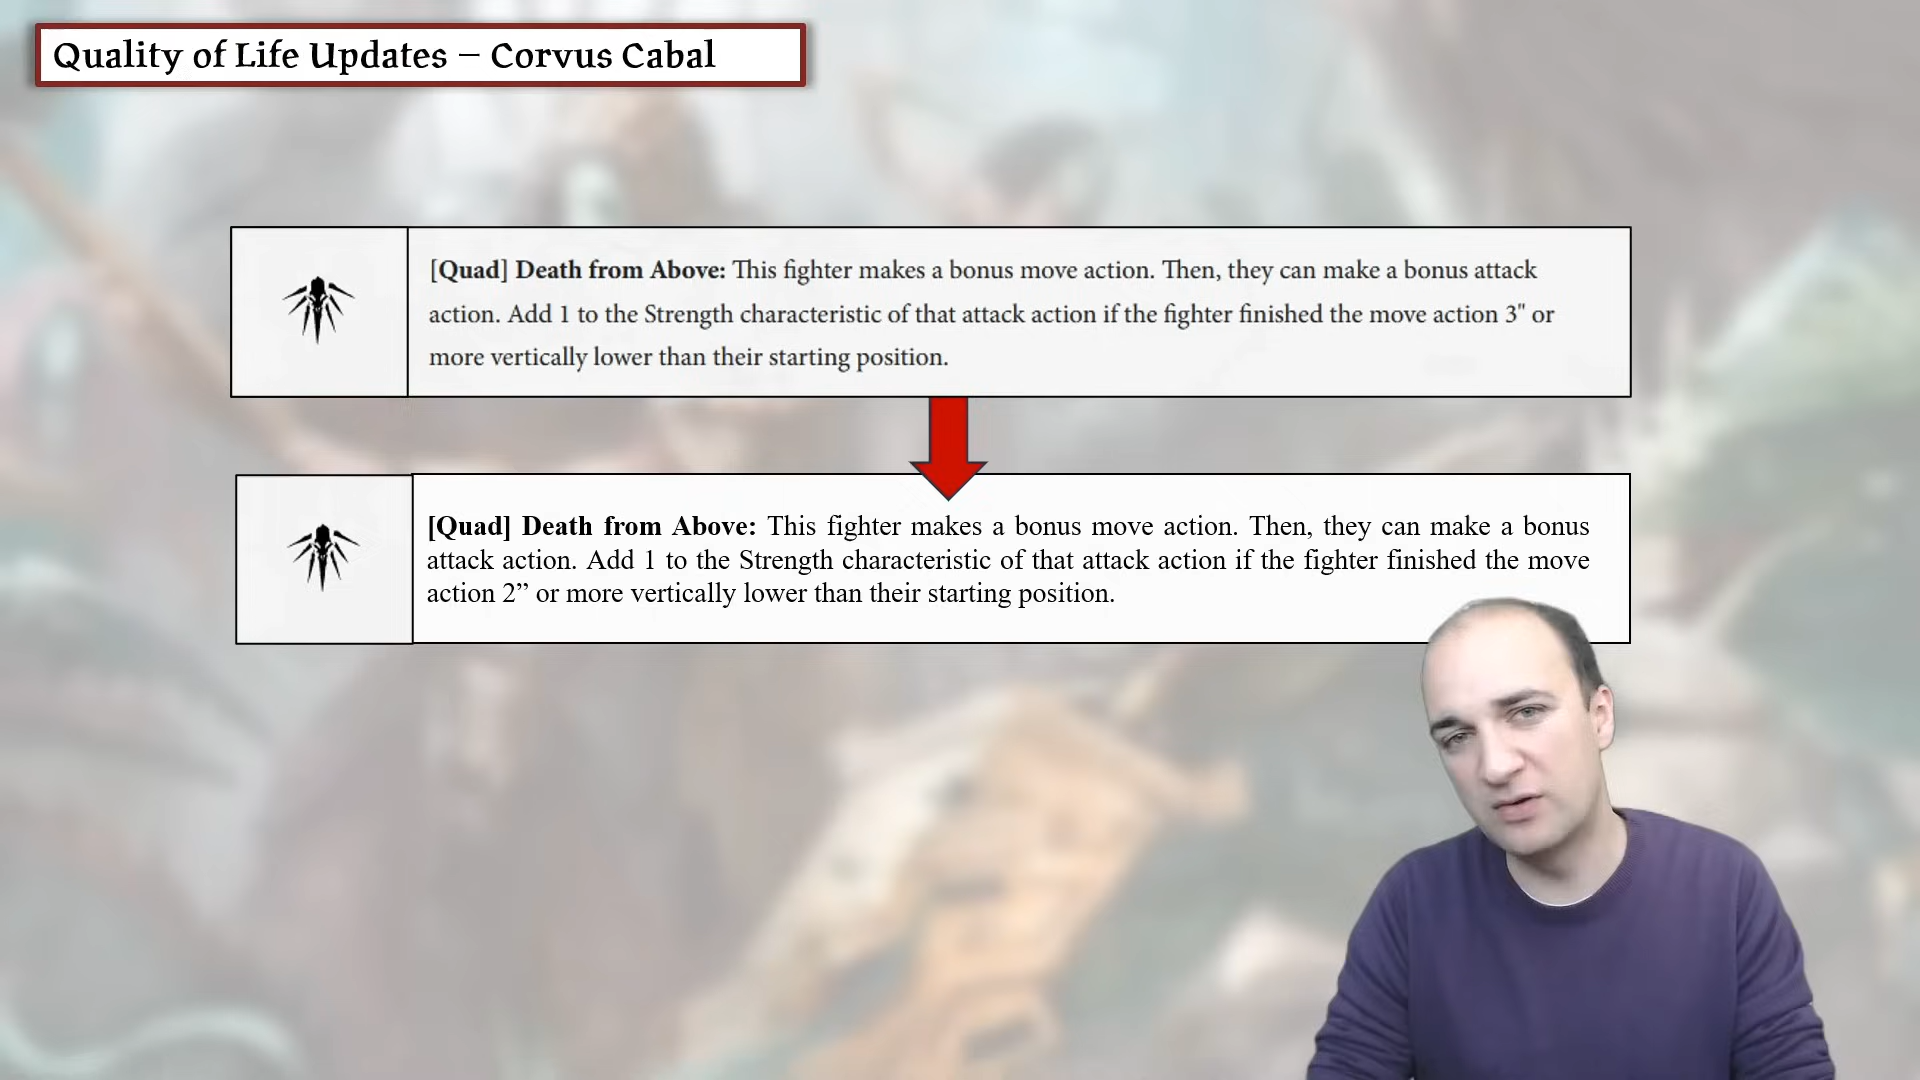 Quality of Life Updates – Corvus Cabal
[Quad] Death from Above: This fighter makes a bonus move action. Then, they can make a bonus attack
action. Add 1 to the Strength characteristic of that attack action if the fighter finished the move action 3" or
more vertically lower than their starting position.
[Quad] Death from Above: This fighter makes a bonus move action. Then, they can make a bonus
attack action. Add 1 to the Strength characteristic of that attack action if the fighter finished the move
action 2” or more vertically lower than their starting position.